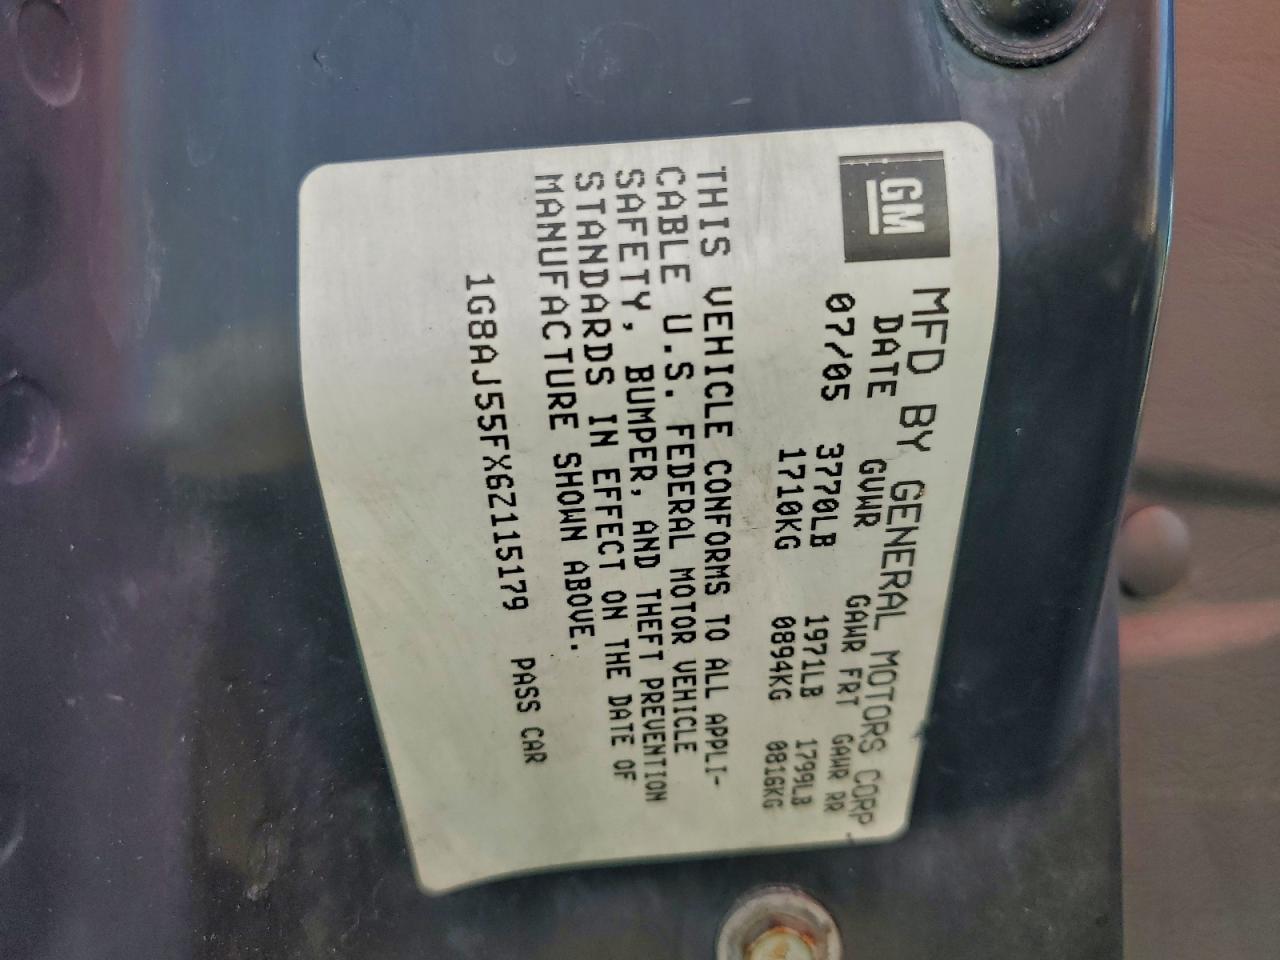 GM
MFD BY GENERAL MOTORS CORP
DATE GVWR GAWR FRT GAWR RR
07/05 3770LB 1971LB 1799LB
1710KG 0894KG 0816KG
THIS VEHICLE CONFORMS TO ALL APPLI-
CABLE U.S. FEDERAL MOTOR VEHICLE
SAFETY, BUMPER, AND THEFT PREVENTION
STANDARDS IN EFFECT ON THE DATE OF
MANUFACTURE SHOWN ABOVE.
1G8AJ55FX6Z115179 PASS CAR